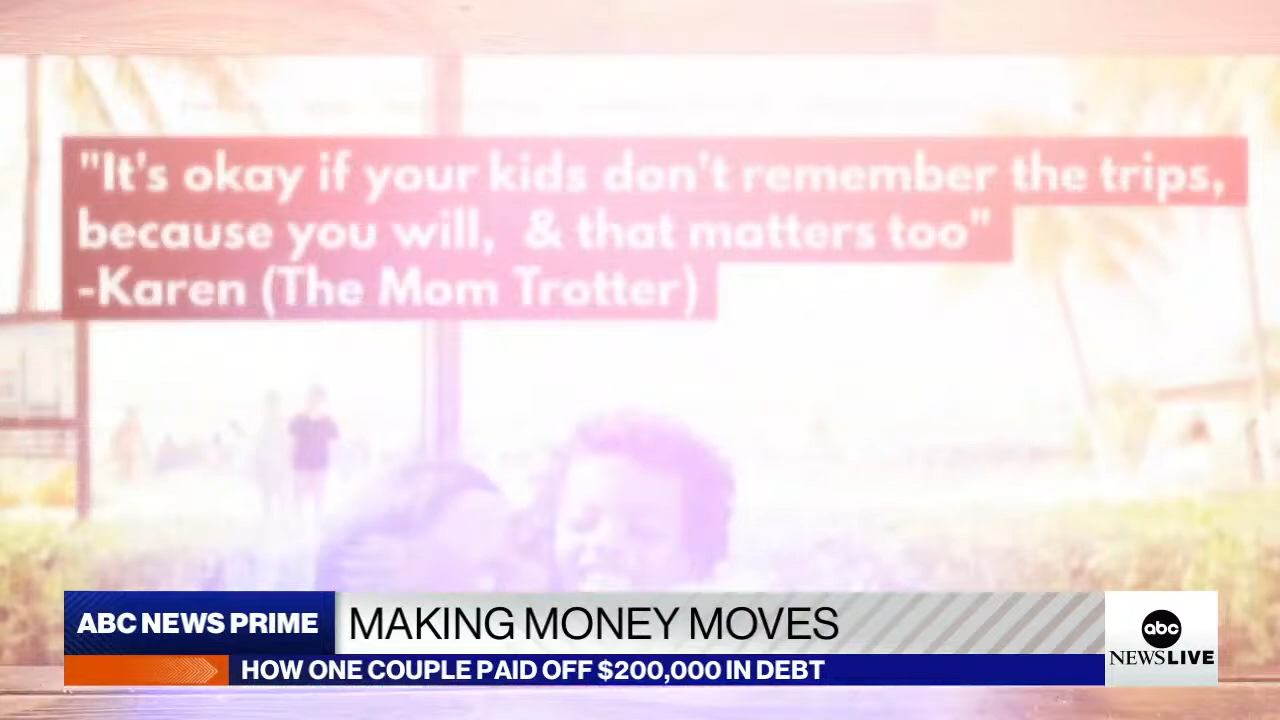 "It's okay if your kids don't remember the trips,
because you will, & that matters too"
-Karen (The Mom Trotter)
ABC NEWS PRIME
MAKING MONEY MOVES
HOW ONE COUPLE PAID OFF $200,000 IN DEBT
abc
NEWSLIVE